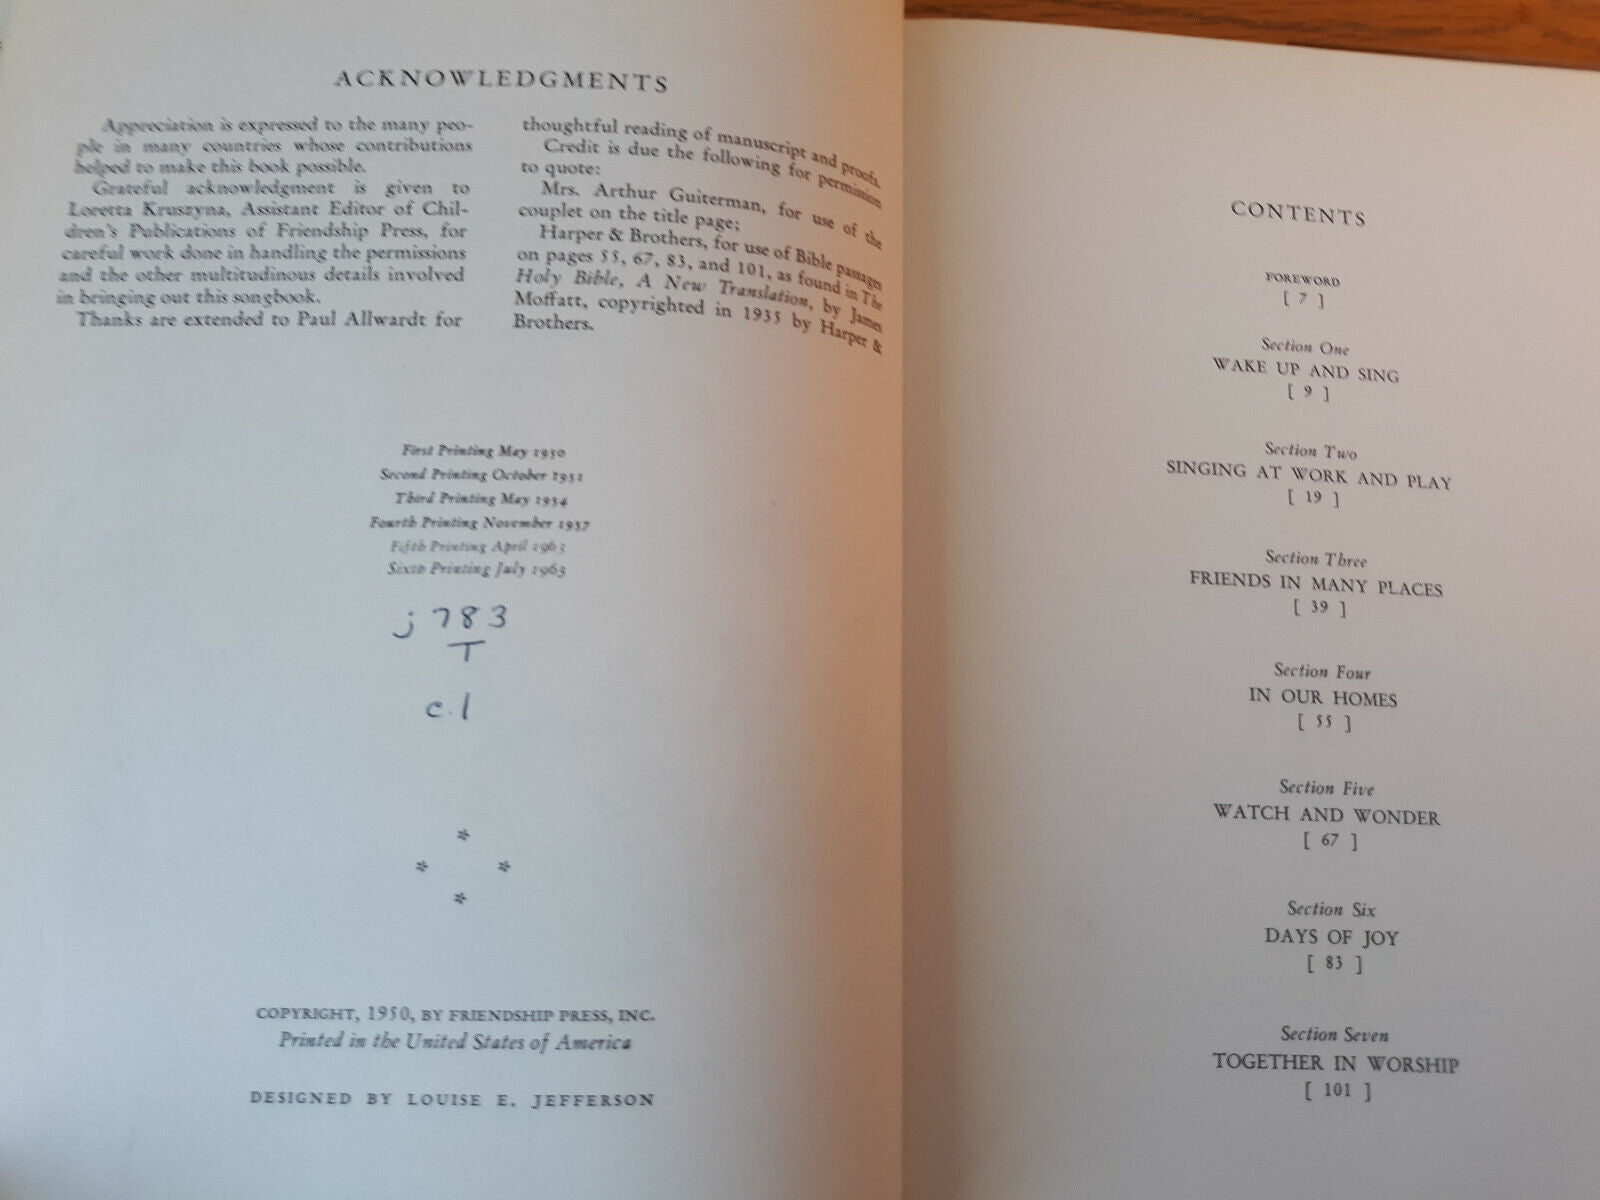 ACKNOWLEDGMENTS
Appreciation is expressed to the many peo-
ple in many countries whose contributions
helped to make this book possible.
Grateful acknowledgment is given to
Loretta Kruszyna, Assistant Editor of Chil-
dren's Publications of Friendship Press, for
careful work done in handling the permissions
and the other multitudinous details involved
in bringing out this songbook.
Thanks are extended to Paul Allwardt for
thoughtful reading of manuscript and proofs.
Credit is due the following for permission
to quote:
Mrs. Arthur Guiterman, for use of the
couplet on the title page;
Harper & Brothers, for use of Bible passages
on pages 55, 67, 83, and 101, as found in The
Holy Bible, A New Translation, by James
Moffatt, copyrighted in 1935 by Harper &
Brothers.
First Printing May 1950
Second Printing October 1951
Third Printing May 1954
Fourth Printing November 1957
Fifth Printing April 1963
Sixth Printing July 1963
j 783
T
c.1
* * * *
COPYRIGHT, 1950, BY FRIENDSHIP PRESS, INC.
Printed in the United States of America
DESIGNED BY LOUISE E. JEFFERSON
CONTENTS
FOREWORD
[ 7 ]
Section One
WAKE UP AND SING
[ 9 ]
Section Two
SINGING AT WORK AND PLAY
[ 19 ]
Section Three
FRIENDS IN MANY PLACES
[ 39 ]
Section Four
IN OUR HOMES
[ 55 ]
Section Five
WATCH AND WONDER
[ 67 ]
Section Six
DAYS OF JOY
[ 83 ]
Section Seven
TOGETHER IN WORSHIP
[ 101 ]